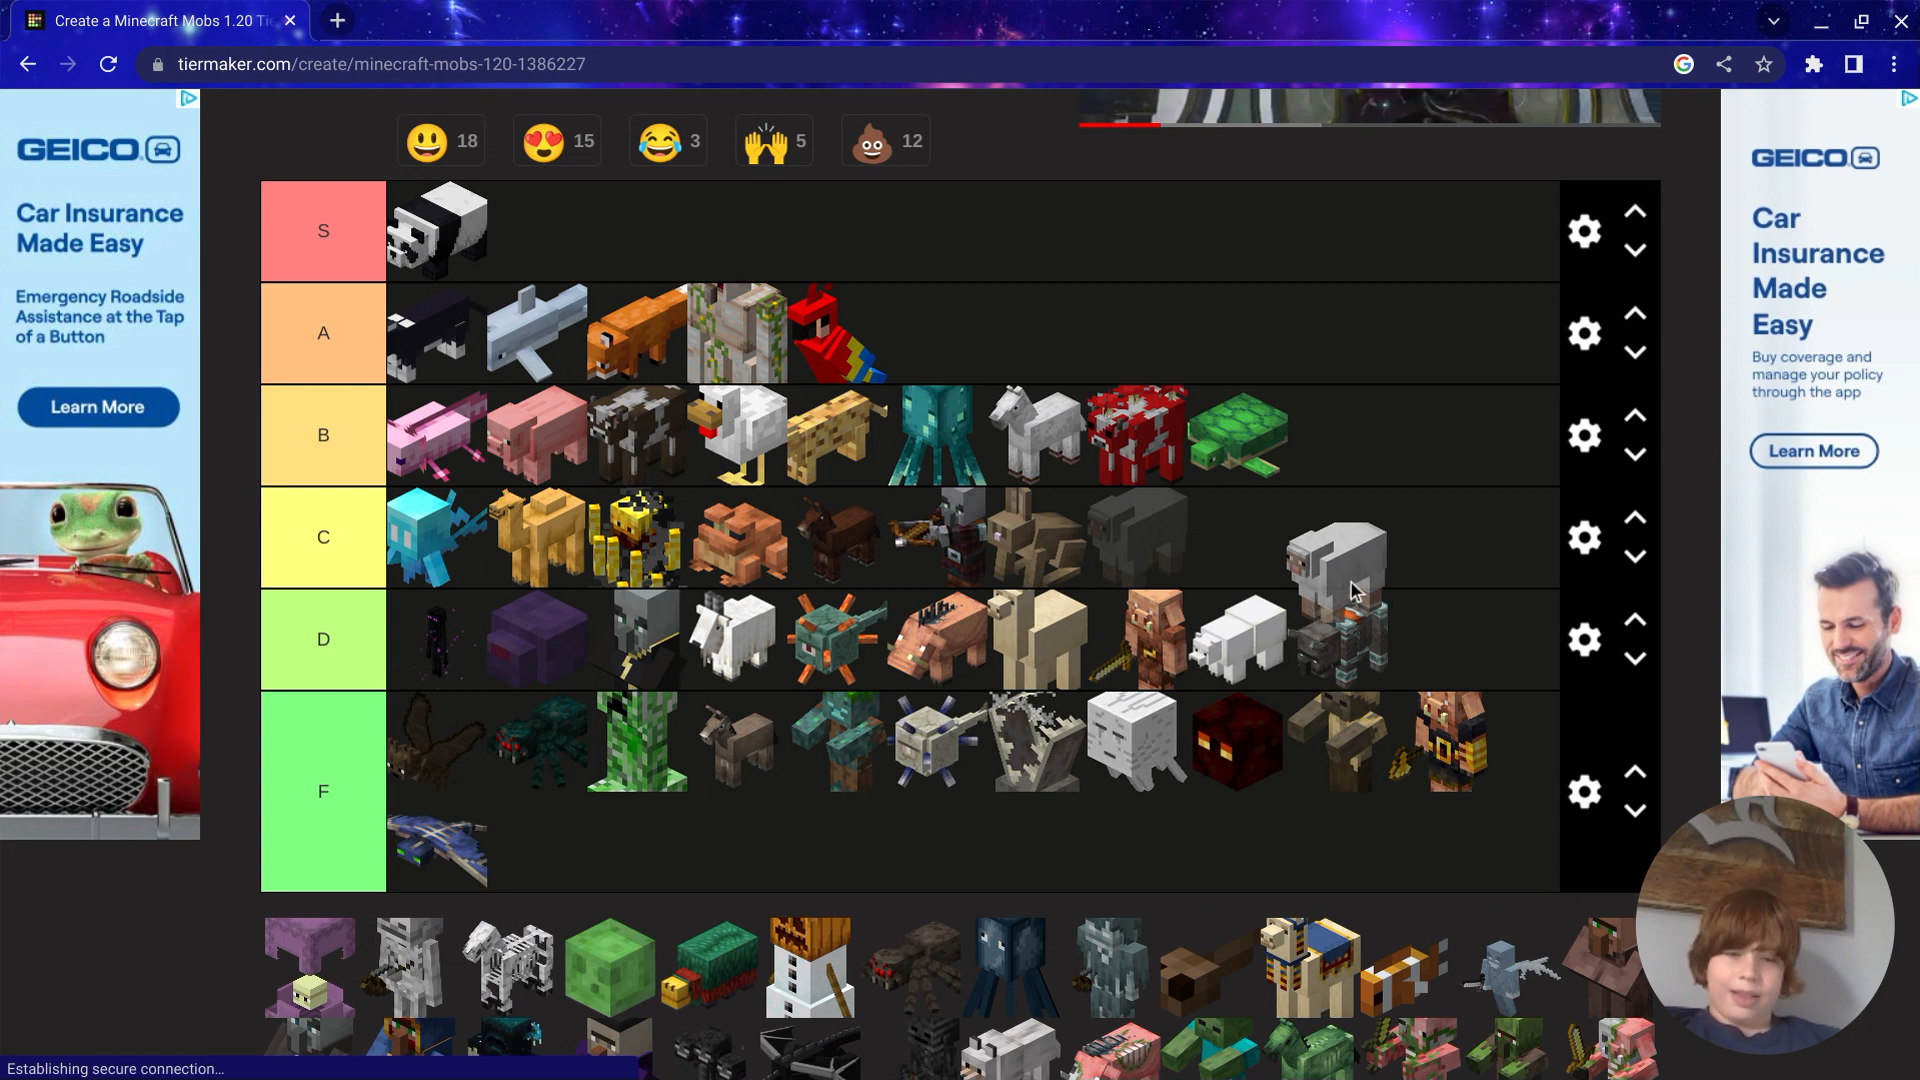 Create a Minecraft Mobs 1.20 Tie
tiermaker.com/create/minecraft-mobs-120-1386227
GEICO
Car Insurance
Made Easy
Emergency Roadside
Assistance at the Tap
of a Button
Learn More
18
15
3
5
12
S
A
B
C
D
F
GEICO
Car
Insurance
Made
Easy
Buy coverage and
manage your policy
through the app
Learn More
Establishing secure connection...